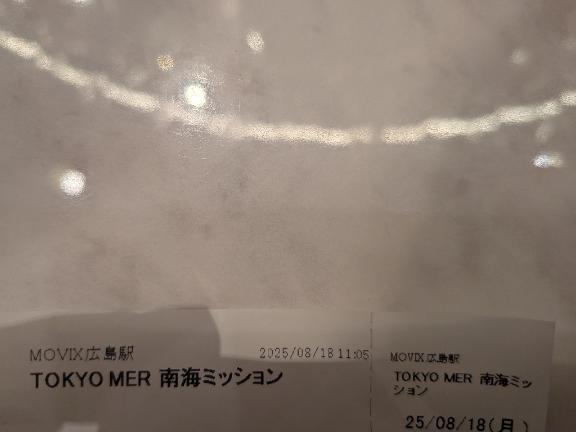 MOVIX広島駅 2025/08/18 11:05
TOKYO MER 南海ミッション
MOVIX広島駅
TOKYO MER 南海ミッ
ション
25/08/18(月)